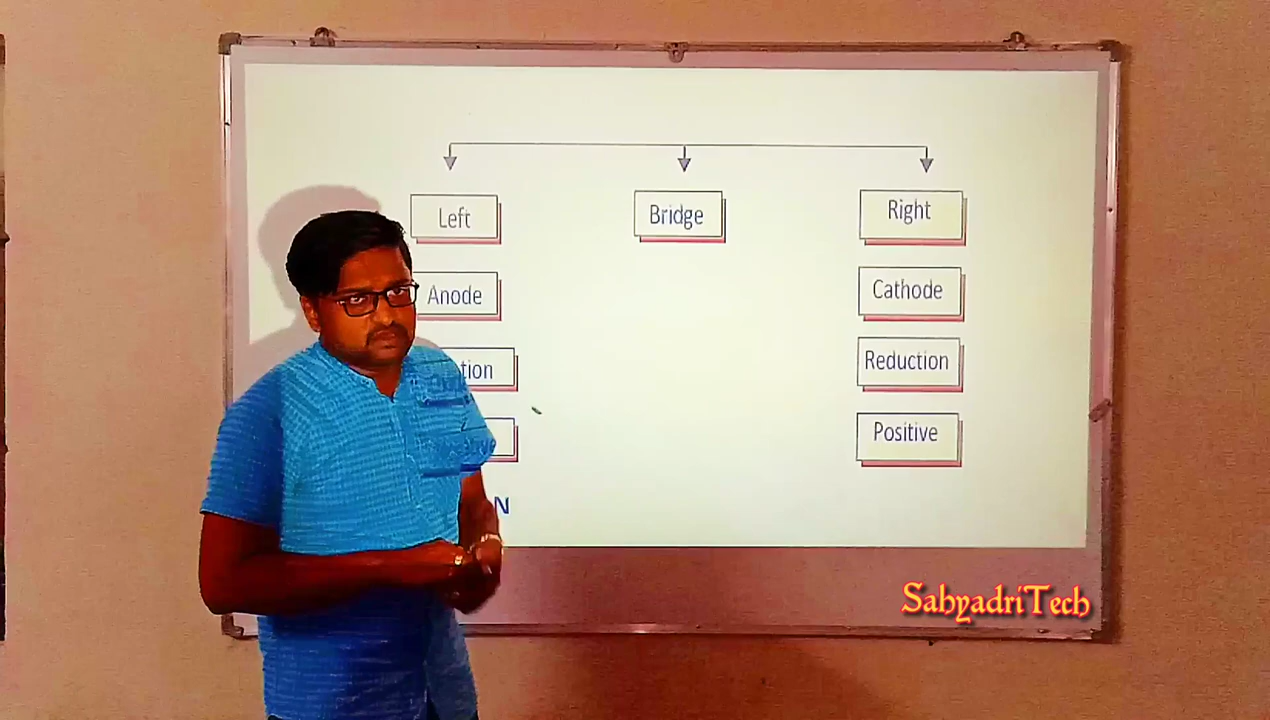 Left Bridge Right
Anode Cathode
Reduction
Positive
N
SahyadriTech